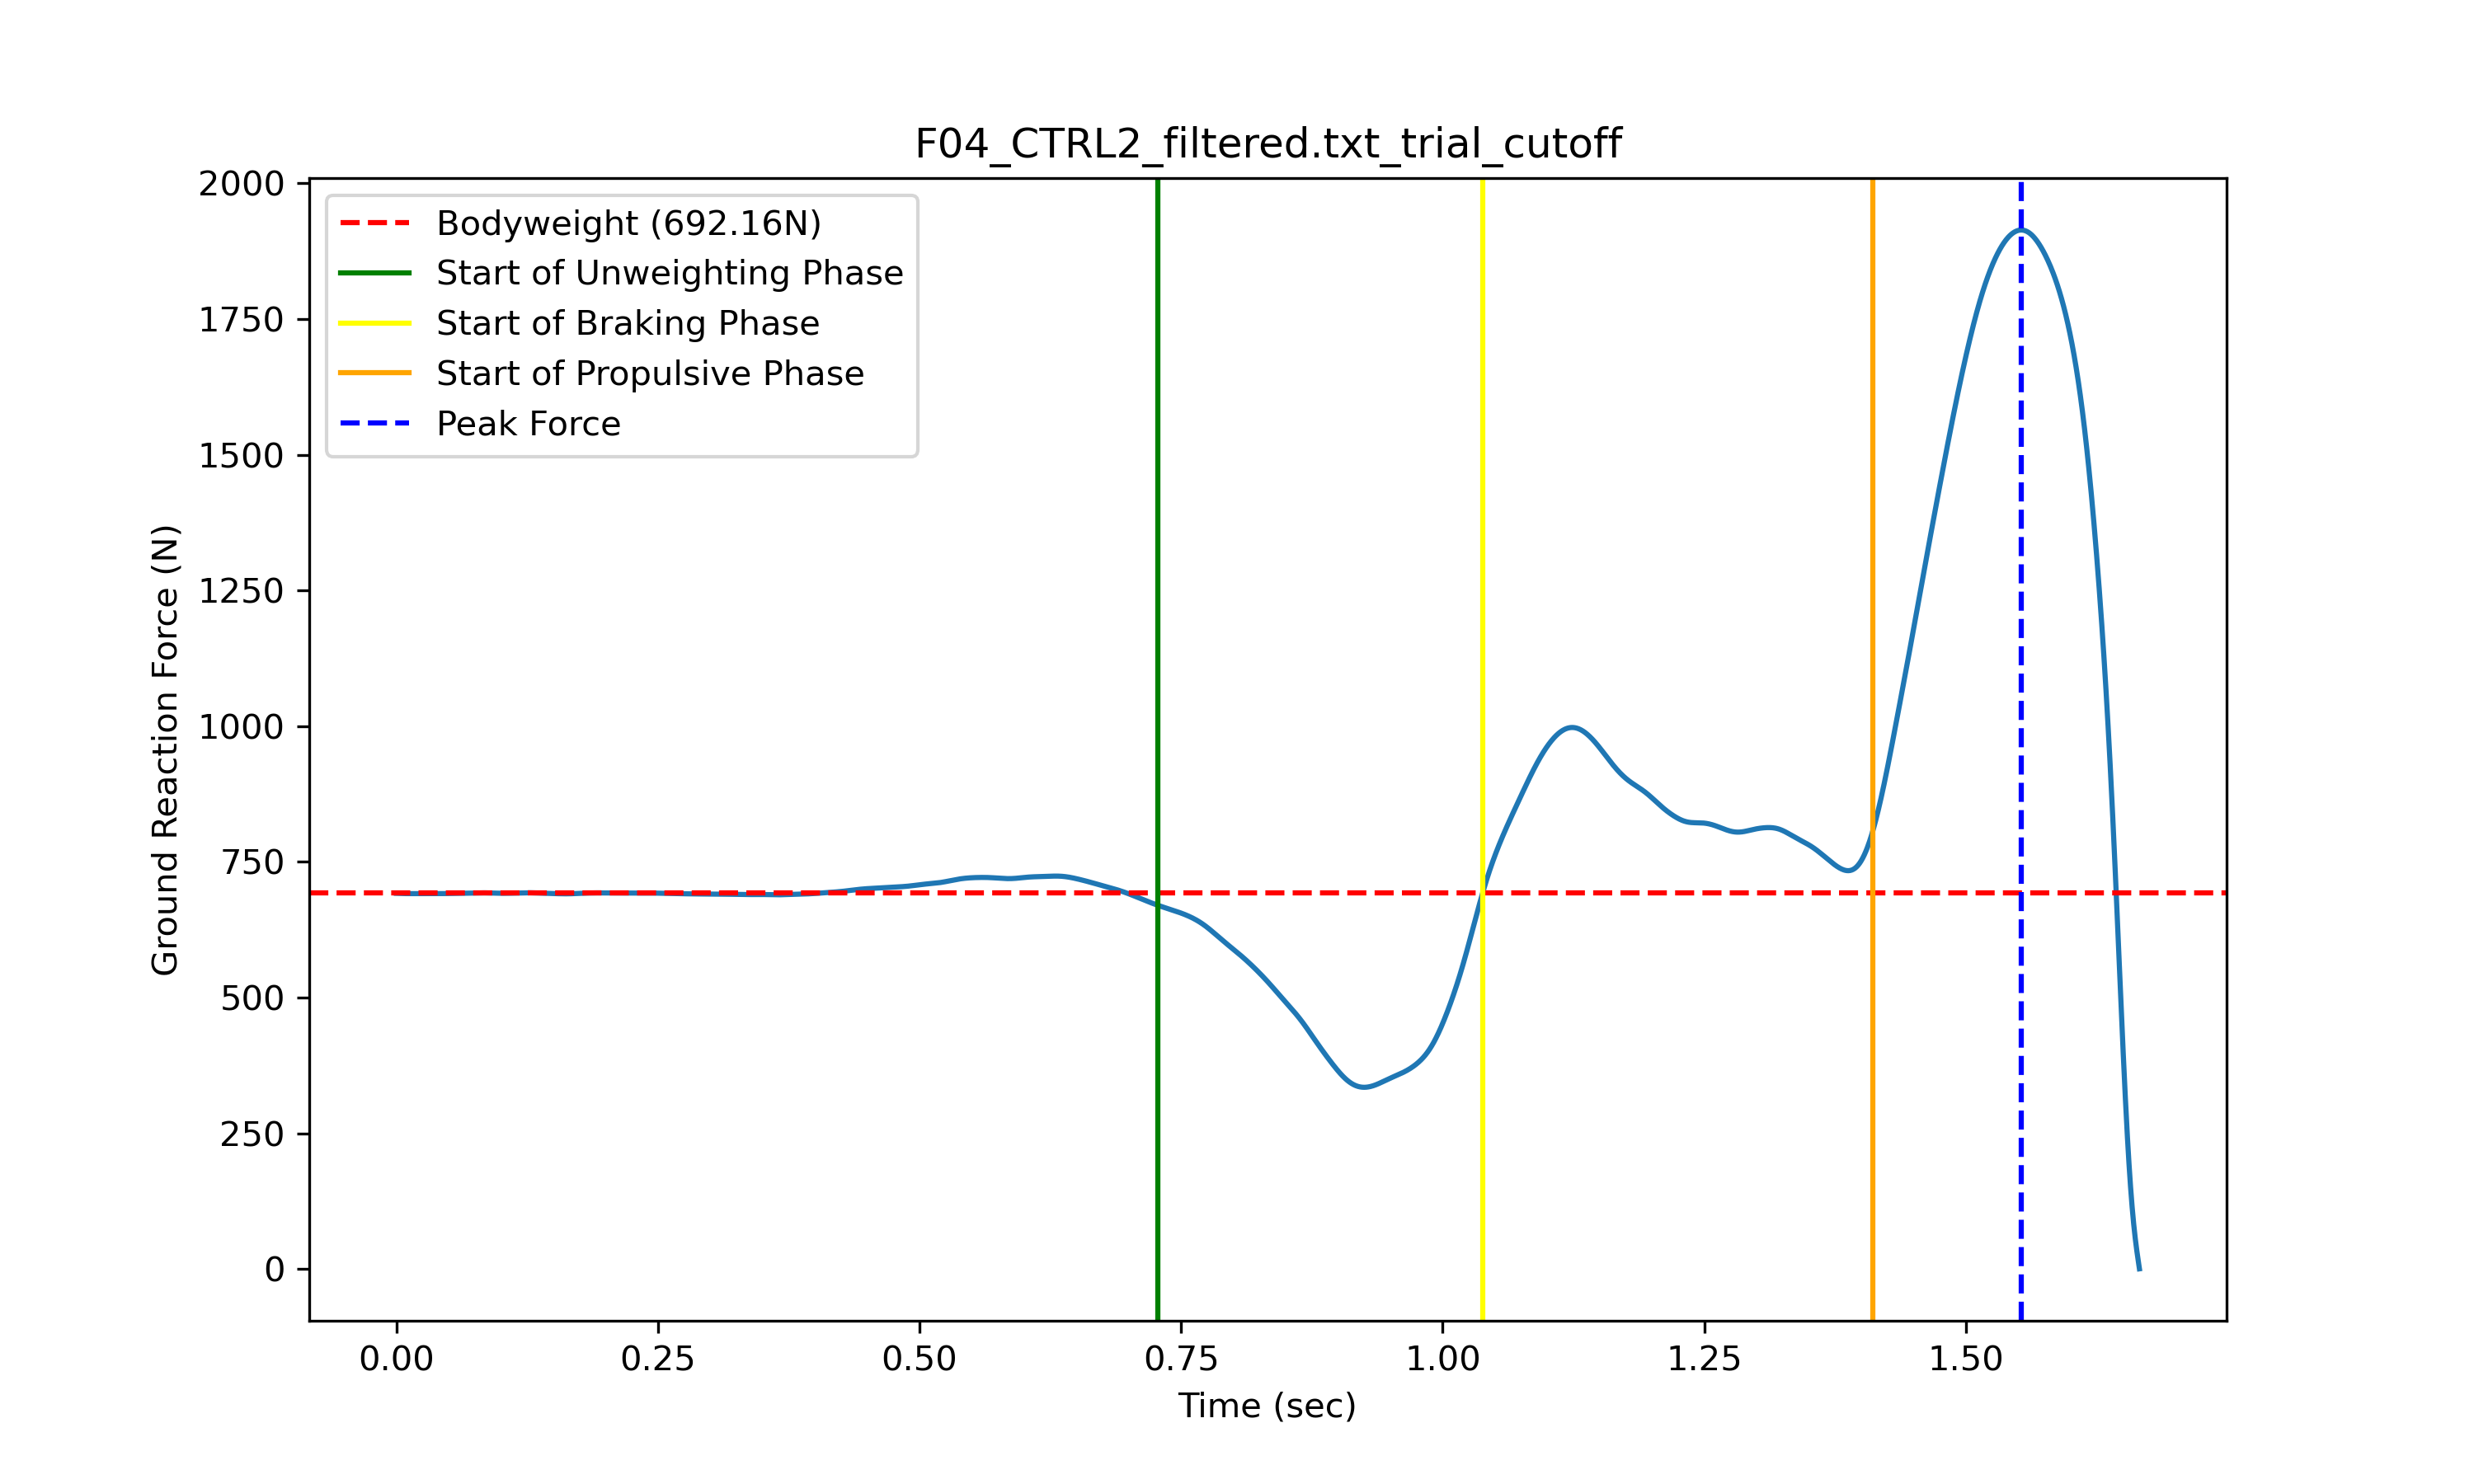 F04_CTRL2_filtered.txt_trial_cutoff
2000
1750
1500
1250
1000
750
500
250
0
Ground Reaction Force (N)
Bodyweight (692.16N)
Start of Unweighting Phase
Start of Braking Phase
Start of Propulsive Phase
Peak Force
0.00 0.25 0.50 0.75 1.00 1.25 1.50
Time (sec)